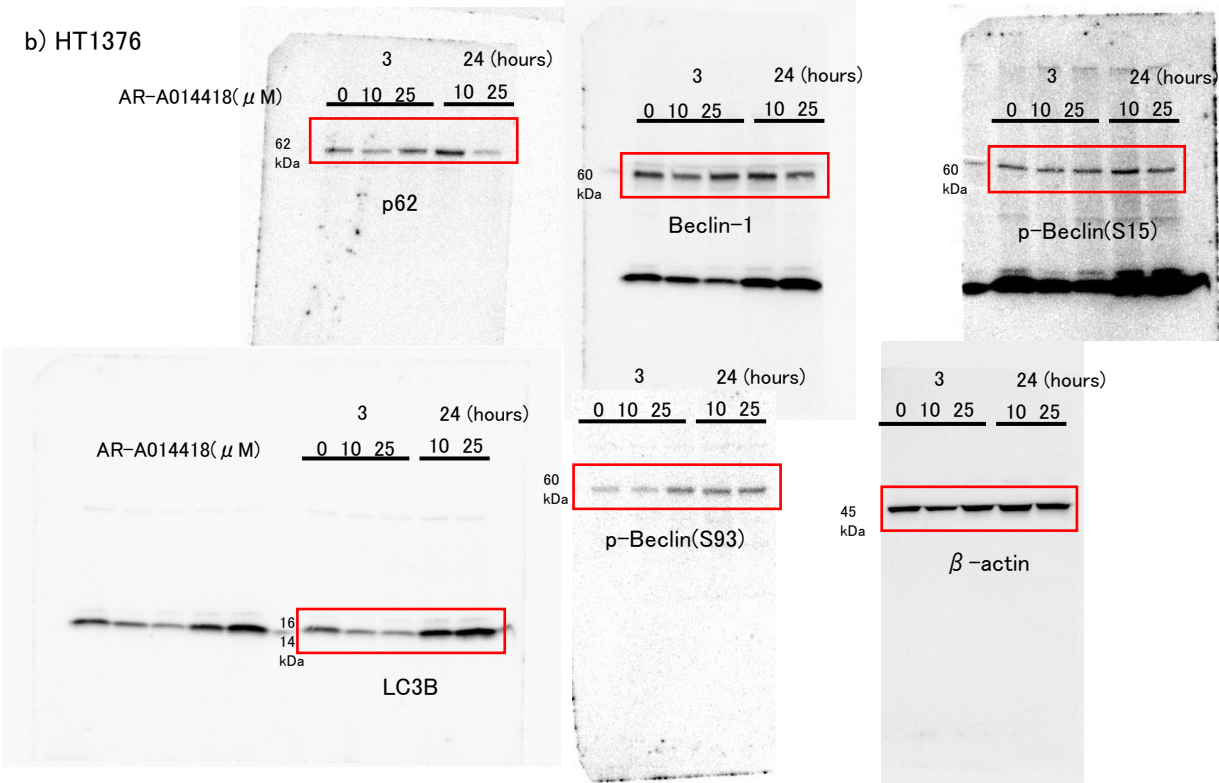 b) HT1376
3 24 (hours)
AR-A014418(μM) 0 10 25 10 25
62
kDa
p62
3 24 (hours)
0 10 25 10 25
60
kDa
Beclin-1
3 24 (hours)
0 10 25 10 25
60
kDa
p-Beclin(S15)
3 24 (hours)
AR-A014418(μM) 0 10 25 10 25
16
14
kDa
LC3B
3 24 (hours)
0 10 25 10 25
60
kDa
p-Beclin(S93)
3 24 (hours)
0 10 25 10 25
45
kDa
β-actin